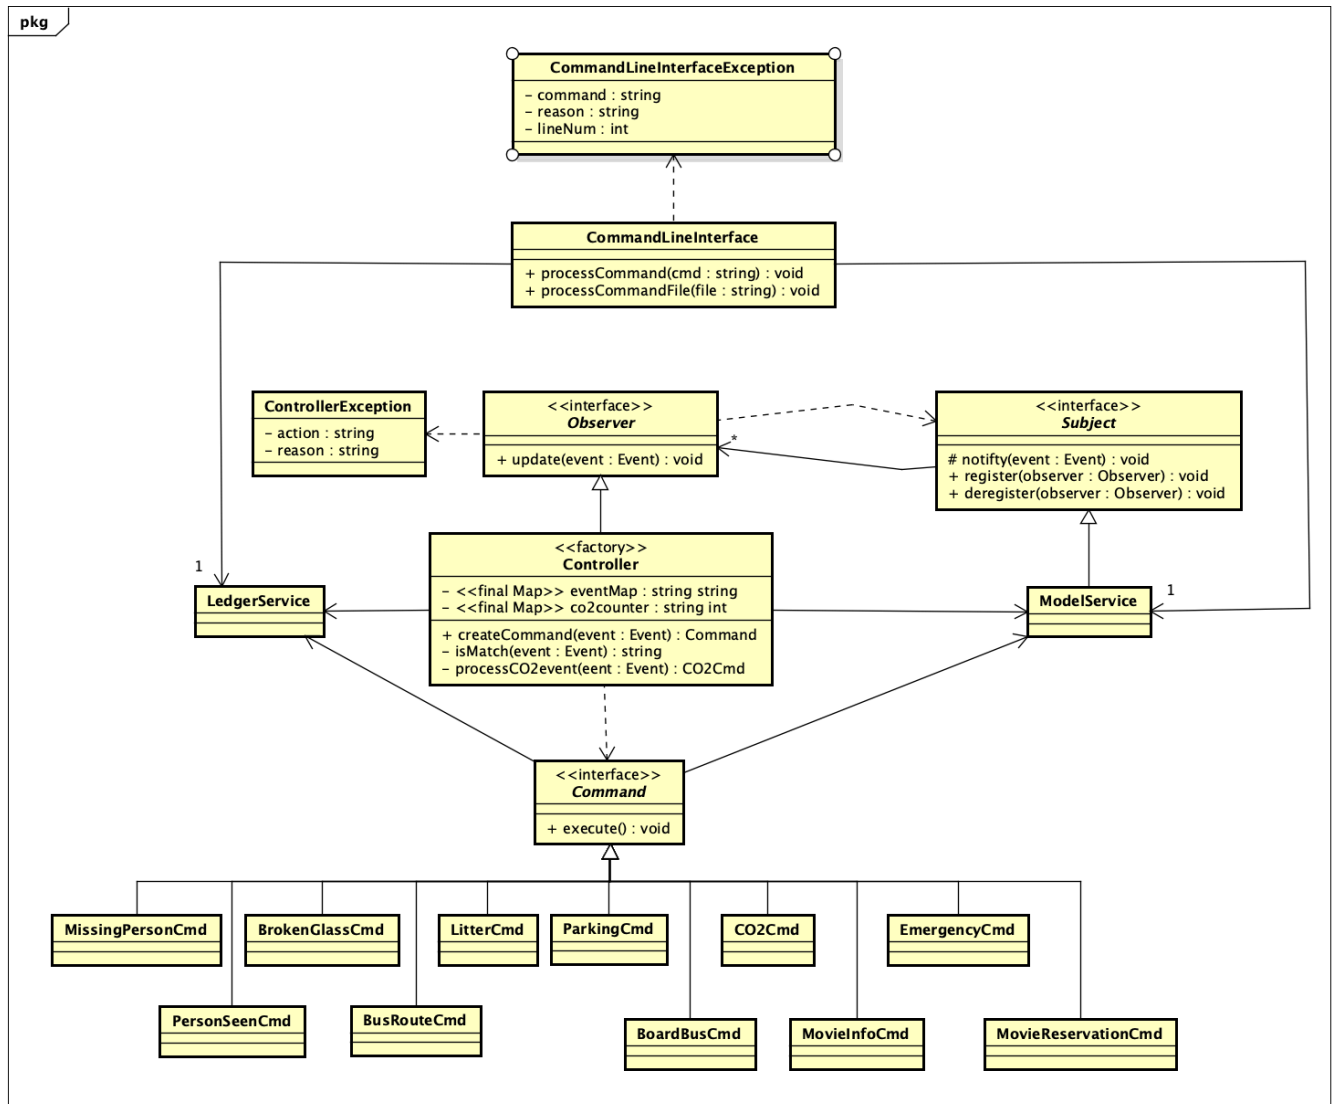 pkg
CommandLineInterfaceException
- command : string
- reason : string
- lineNum : int
CommandLineInterface
+ processCommand(cmd : string) : void
+ processCommandFile(file : string) : void
ControllerException
- action : string
- reason : string
<<interface>>
Observer
+ update(event : Event) : void
*
<<interface>>
Subject
# notifty(event : Event) : void
+ register(observer : Observer) : void
+ deregister(observer : Observer) : void
<<factory>>
Controller
- <<final Map>> eventMap : string string
- <<final Map>> co2counter : string int
+ createCommand(event : Event) : Command
- isMatch(event : Event) : string
- processCO2event(eent : Event) : CO2Cmd
1
LedgerService
1
ModelService
<<interface>>
Command
+ execute() : void
MissingPersonCmd
BrokenGlassCmd
LitterCmd
ParkingCmd
CO2Cmd
EmergencyCmd
PersonSeenCmd
BusRouteCmd
BoardBusCmd
MovieInfoCmd
MovieReservationCmd